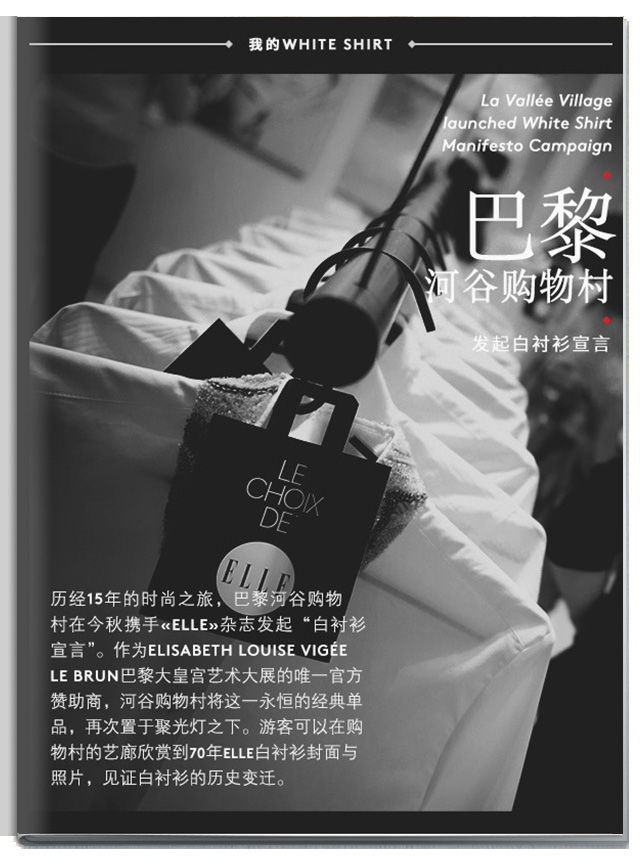 我的WHITE SHIRT
La Vallée Village
launched White Shirt
Manifesto Campaign
巴黎
河谷购物村
发起白衬衫宣言
LE
CHOIX
DE
ELLE
历经15年的时尚之旅，巴黎河谷购物
村在今秋携手«ELLE»杂志发起“白衬衫
宣言”。作为ELISABETH LOUISE VIGÉE
LE BRUN巴黎大皇宫艺术大展的唯一官方
赞助商，河谷购物村将这一永恒的经典单
品，再次置于聚光灯之下。游客可以在购
物村的艺廊欣赏到70年ELLE白衬衫封面与
照片，见证白衬衫的历史变迁。